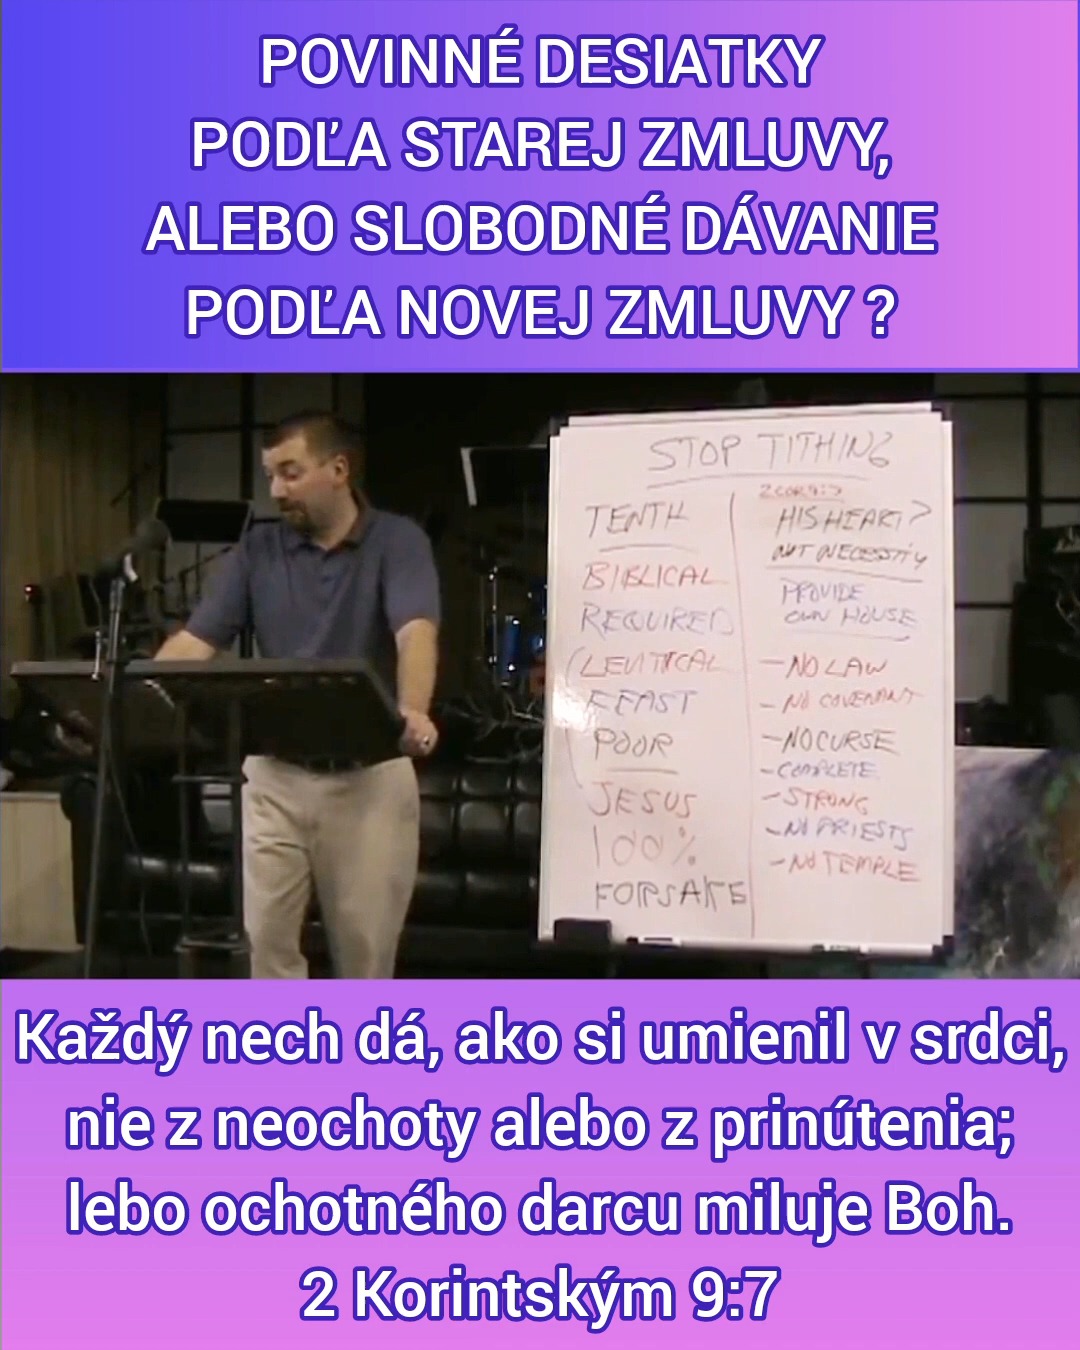 POVINNÉ DESIATKY
PODĽA STAREJ ZMLUVY,
ALEBO SLOBODNÉ DÁVANIE
PODĽA NOVEJ ZMLUVY ?
STOP TITHING
TENTH
BIBLICAL
REQUIRED
(LEVITICAL
FEAST
POOR
JESUS
100%
FORSAKE
2COR9:7
HIS HEART?
NOT NECESSITY
PROVIDE
OWN HOUSE
- NO LAW
- NO COVENANT
- NO CURSE
- COMPLETE
- STRONG
- NO PRIESTS
- NO TEMPLE
Každý nech dá, ako si umienil v srdci,
nie z neochoty alebo z prinútenia;
lebo ochotného darcu miluje Boh.
2 Korintským 9:7